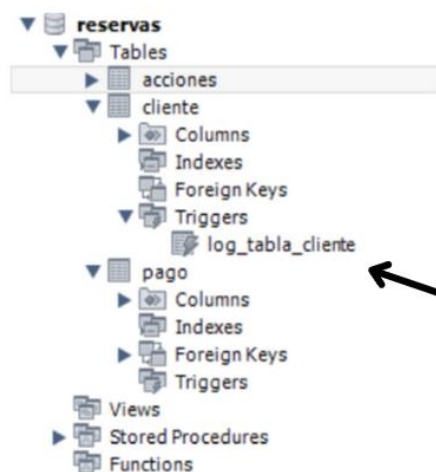 reservas
Tables
acciones
cliente
Columns
Indexes
Foreign Keys
Triggers
log_tabla_cliente
pago
Columns
Indexes
Foreign Keys
Triggers
Views
Stored Procedures
Functions